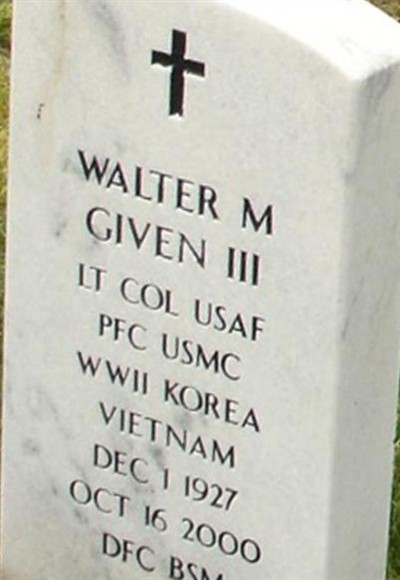 WALTER M
GIVEN III
LT COL USAF
PFC USMC
WWII KOREA
VIETNAM
DEC 1 1927
OCT 16 2000
DFC BSM